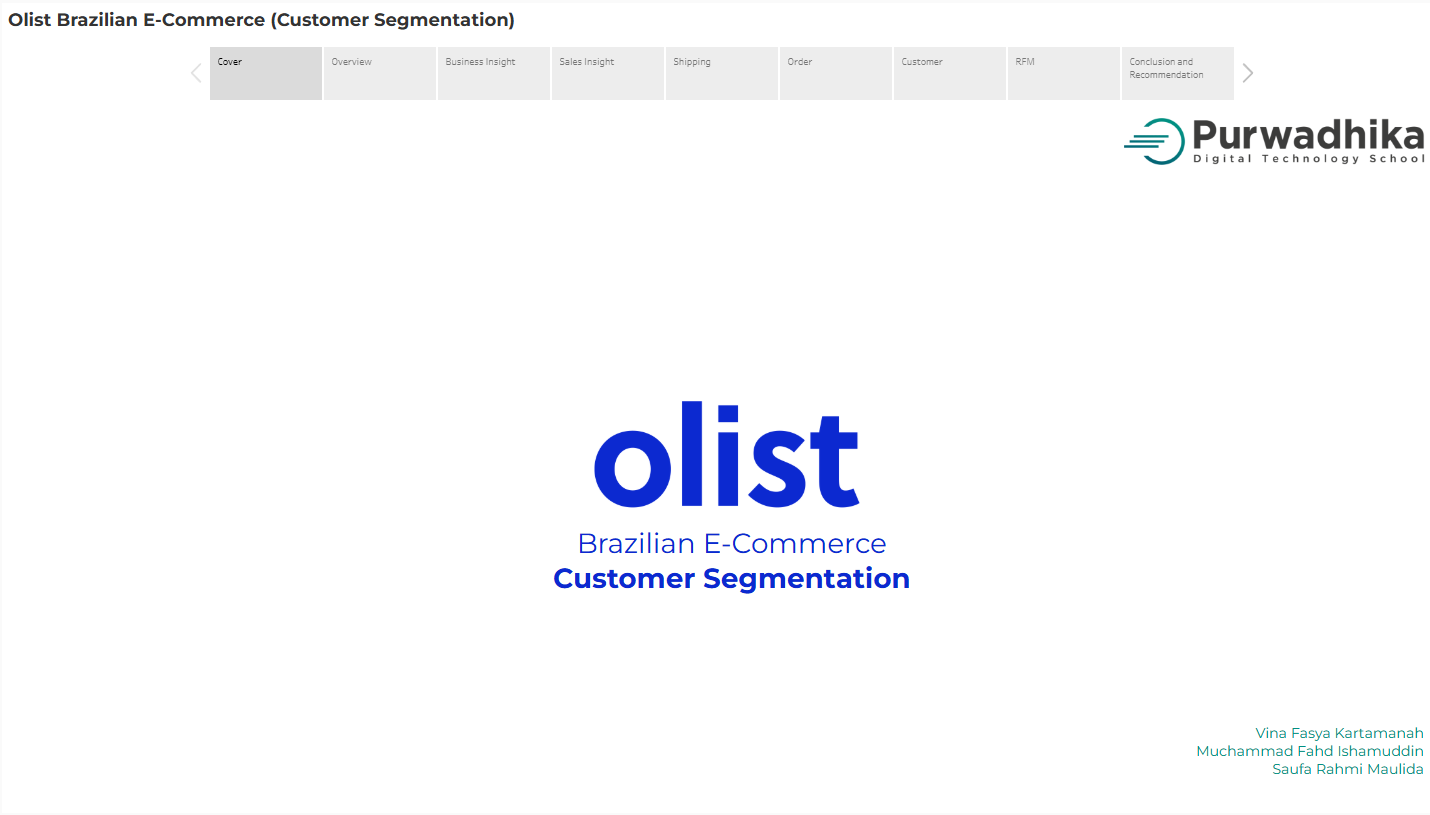 Olist Brazilian E-Commerce (Customer Segmentation)
Cover
Overview
Business Insight
Sales Insight
Shipping
Order
Customer
RFM
Conclusion and
Recommendation
Purwadhika
Digital Technology School
olist
Brazilian E-Commerce
Customer Segmentation
Vina Fasya Kartamanah
Muchammad Fahd Ishamuddin
Saufa Rahmi Maulida